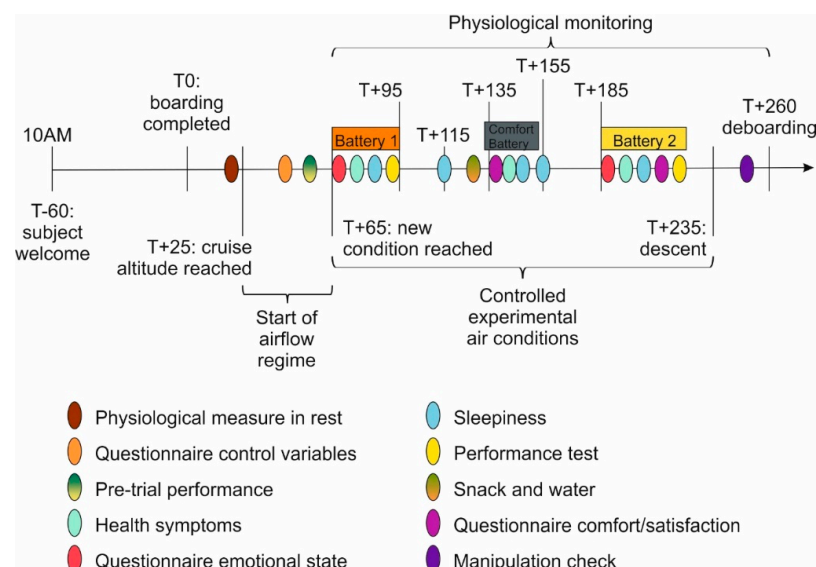 Physiological monitoring
T+155
T0:
boarding
completed
T+95
T+135
T+185
T+260
deboarding
10AM
Battery 1
T+115
Comfort
Battery
Battery 2
T-60:
subject
welcome
T+25: cruise
altitude reached
T+65: new
condition reached
T+235:
descent
Start of
airflow
regime
Controlled
experimental
air conditions
Physiological measure in rest
Questionnaire control variables
Pre-trial performance
Health symptoms
Questionnaire emotional state
Sleepiness
Performance test
Snack and water
Questionnaire comfort/satisfaction
Manipulation check